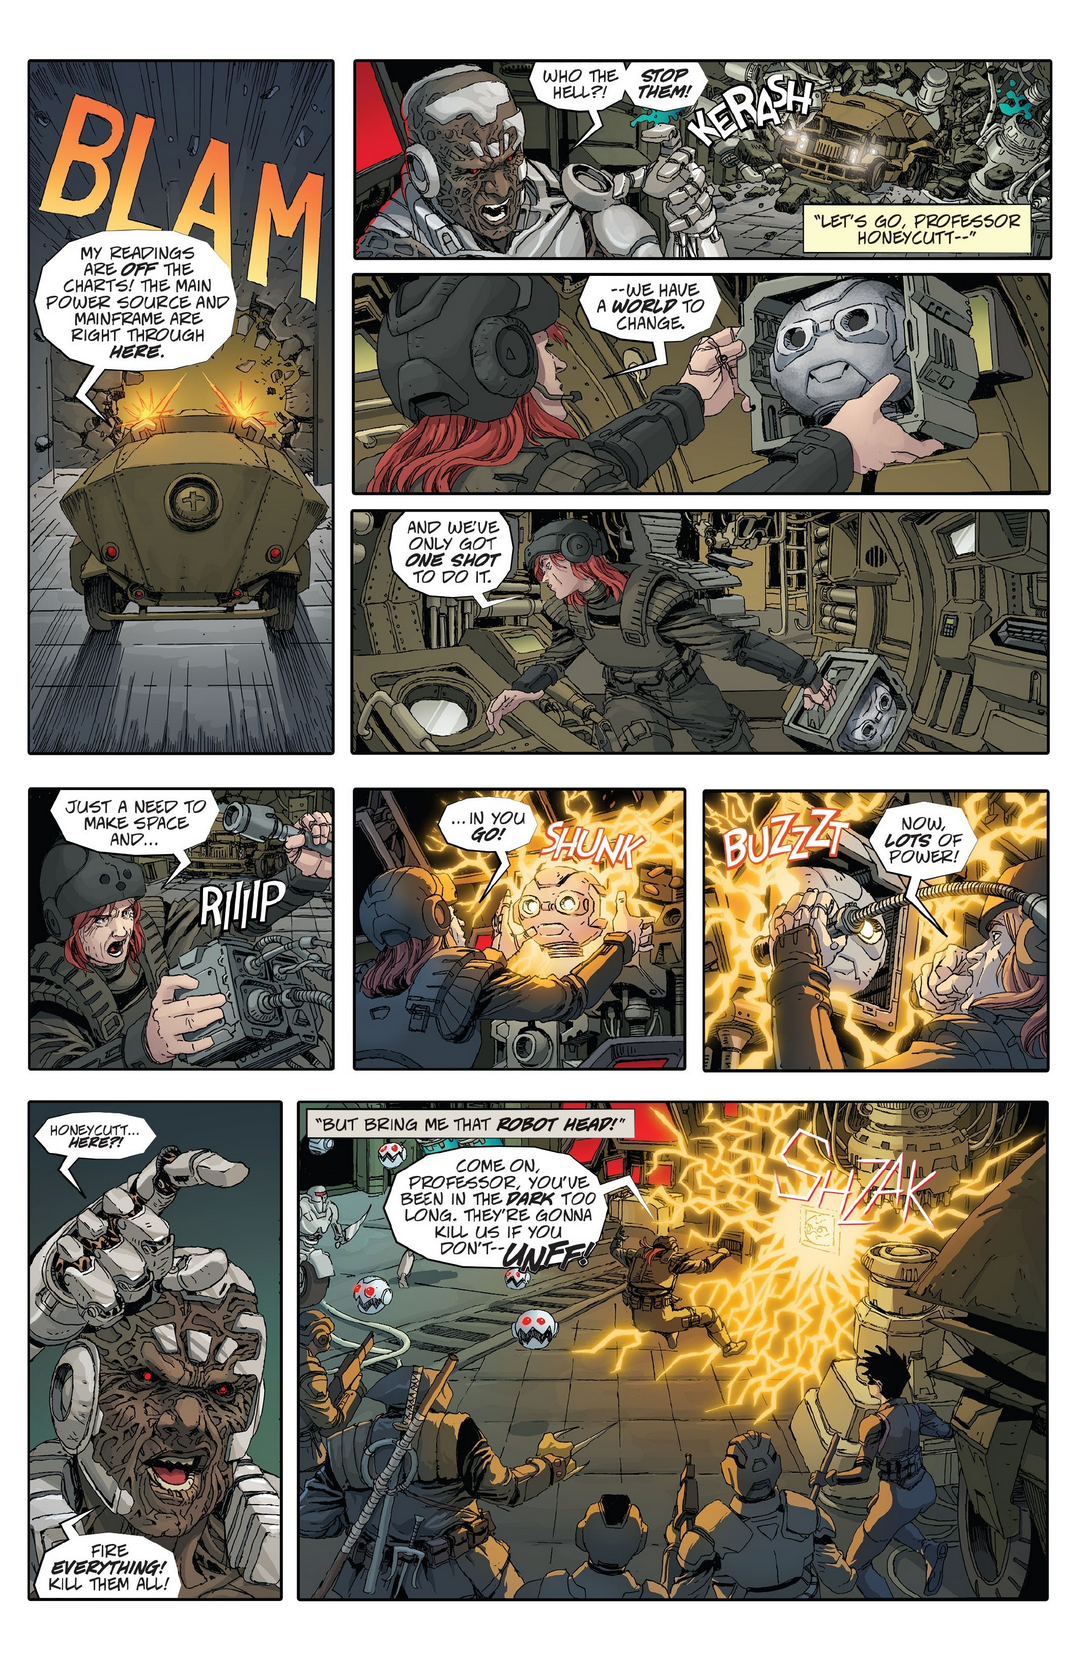 BLAM
MY READINGS
ARE OFF THE
CHARTS! THE MAIN
POWER SOURCE AND
MAINFRAME ARE
RIGHT THROUGH
HERE.
WHO THE
HELL?!
STOP
THEM!
KERASH
"LET'S GO, PROFESSOR
HONEYCUTT--"
--WE HAVE
A WORLD TO
CHANGE.
AND WE'VE
ONLY GOT
ONE SHOT
TO DO IT.
JUST A NEED TO
MAKE SPACE
AND...
RIIIIP
...IN YOU
GO!
SHUNK
BUZZZZT
NOW,
LOTS OF
POWER!
HONEYCUTT...
HERE?!
FIRE
EVERYTHING!
KILL THEM ALL!
"BUT BRING ME THAT ROBOT HEAD!"
COME ON,
PROFESSOR, YOU'VE
BEEN IN THE DARK TOO
LONG. THEY'RE GONNA
KILL US IF YOU
DON'T-- UNFF!
SHZAK